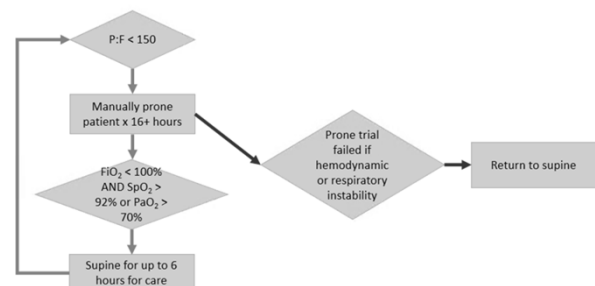 P:F < 150
Manually prone
patient x 16+ hours
FiO₂ < 100%
AND SpO₂ >
92% or PaO₂ >
70%
Supine for up to 6
hours for care
Prone trial
failed if
hemodynamic
or respiratory
instability
Return to supine